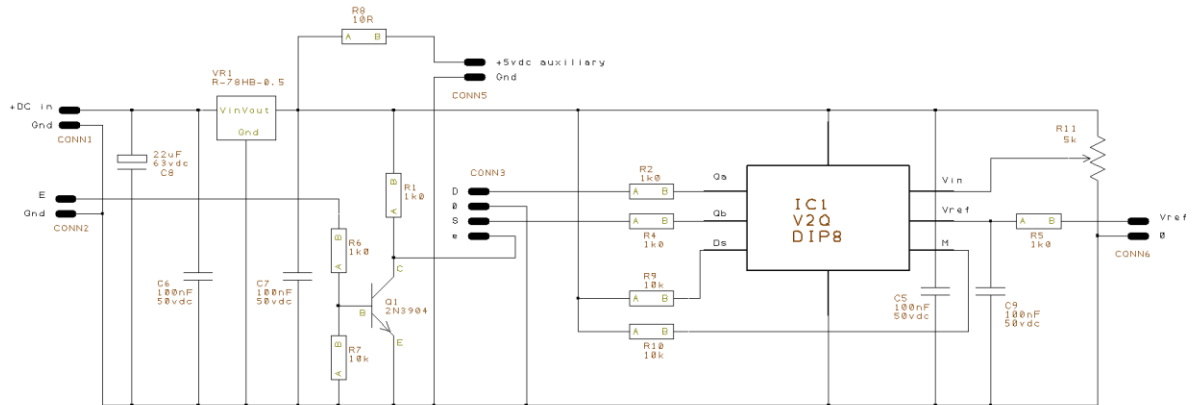 R8
10R
+5vdc auxiliary
Gnd
CONN5
VR1
R-78HB-0.5
VinVout
Gnd
+DC in
Gnd
CONN1
22uF
63vdc
C8
E
Gnd
CONN2
C6
100nF
50vdc
C7
100nF
50vdc
R6
1k0
R7
10k
R1
1k0
Q1
2N3904
C
B
E
CONN3
D
0
S
e
R2
1k0
R4
1k0
R9
10k
R10
10k
Qa
Qb
Ds
IC1
V2Q
DIP8
Vin
Vref
M
R11
5k
R5
1k0
Vref
0
CONN6
C5
100nF
50vdc
C9
100nF
50vdc
A B
A B
A B
A B
A B
A B
B
A
B
A
B
A